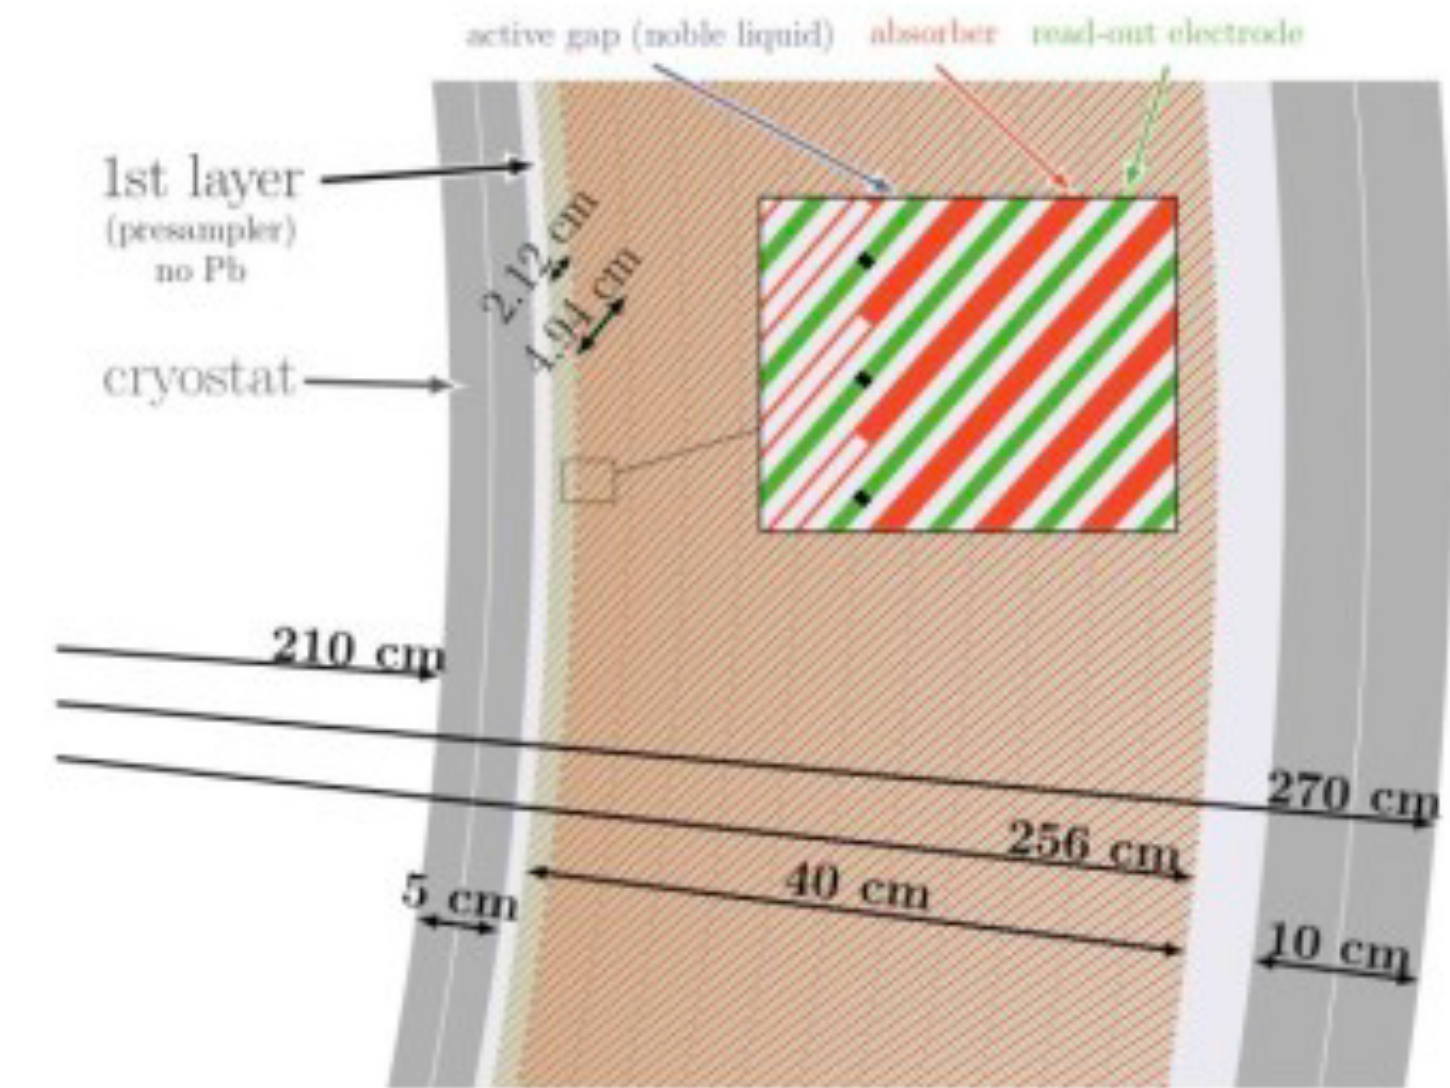 active gap (noble liquid) absorber read-out electrode
1st layer
(presampler)
no Pb
2.12 cm
4.94 cm
cryostat
210 cm
270 cm
256 cm
40 cm
5 cm
10 cm